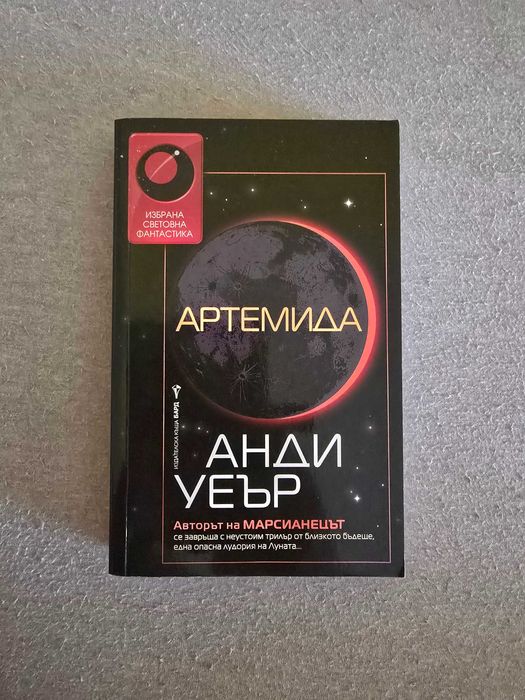 ИЗБРАНА
СВЕТОВНА
ФАНТАСТИКА
АРТЕМИДА
ИЗДАТЕЛСКА КЪЩА БАРД
АНДИ
УЕЪР
Авторът на МАРСИАНЕЦЪТ
се завръща с неустоим трилър от близкото бъдеще,
една опасна лудория на Луната...